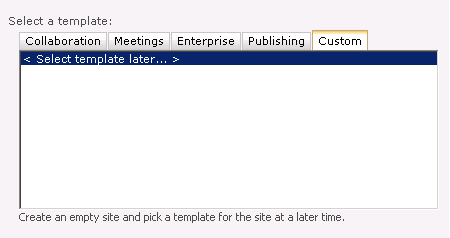 Select a template:
Collaboration Meetings Enterprise Publishing Custom
< Select template later... >
Create an empty site and pick a template for the site at a later time.